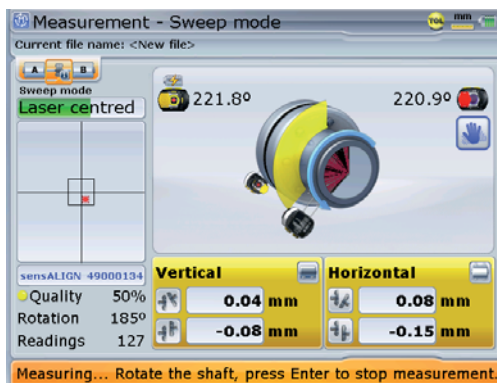 Measurement - Sweep mode
TOL mm
Current file name: <New file>
A B
Sweep mode
Laser centred
221.8º
220.9º
sensALIGN 49000134
Quality 50%
Rotation 185º
Readings 127
Vertical
0.04 mm
-0.08 mm
Horizontal
0.08 mm
-0.15 mm
Measuring... Rotate the shaft, press Enter to stop measurement.